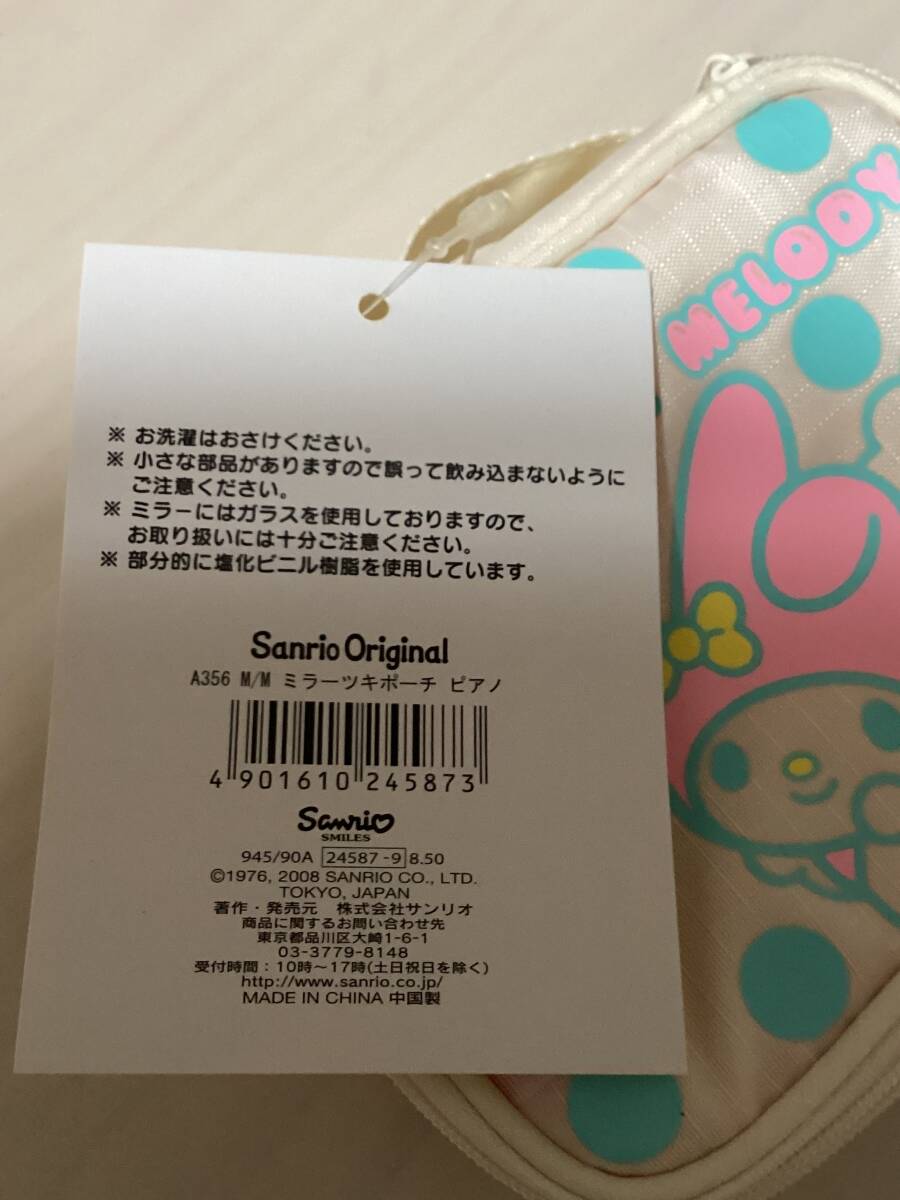 ※ お洗濯はおさけください。
※ 小さな部品がありますので誤って飲み込まないように
ご注意ください。
※ ミラーにはガラスを使用しておりますので、
お取り扱いには十分ご注意ください。
※ 部分的に塩化ビニル樹脂を使用しています。
Sanrio Original
A356 M/M ミラーツキポーチ ピアノ
4 901610 245873
Sanrio
SMILES
945/90A 24587-9 8.50
©1976, 2008 SANRIO CO., LTD.
TOKYO, JAPAN
著作・発売元 株式会社サンリオ
商品に関するお問い合わせ先
東京都品川区大崎1-6-1
03-3779-8148
受付時間：10時〜17時(土日祝日を除く)
http://www.sanrio.co.jp/
MADE IN CHINA 中国製
MELODY